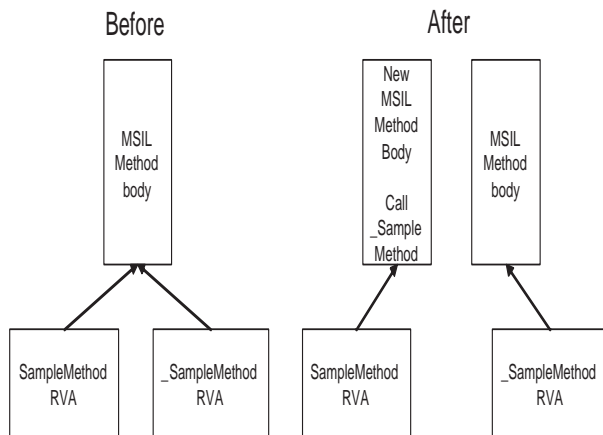 Before
After
MSIL
Method
body
New
MSIL
Method
Body
Call
_Sample
Method
MSIL
Method
body
SampleMethod
RVA
_SampleMethod
RVA
SampleMethod
RVA
_SampleMethod
RVA